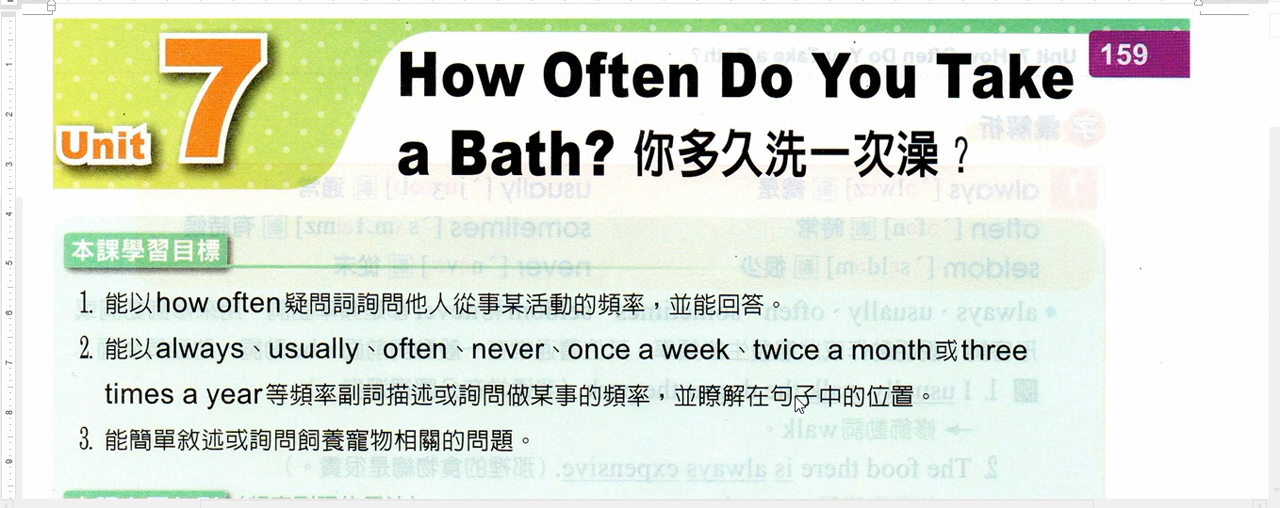 159
Unit 7
How Often Do You Take
a Bath? 你多久洗一次澡？
本課學習目標
1. 能以how often疑問詞詢問他人從事某活動的頻率，並能回答。
2. 能以always、usually、often、never、once a week、twice a month或three
times a year等頻率副詞描述或詢問做某事的頻率，並瞭解在句子中的位置。
3. 能簡單敘述或詢問飼養寵物相關的問題。